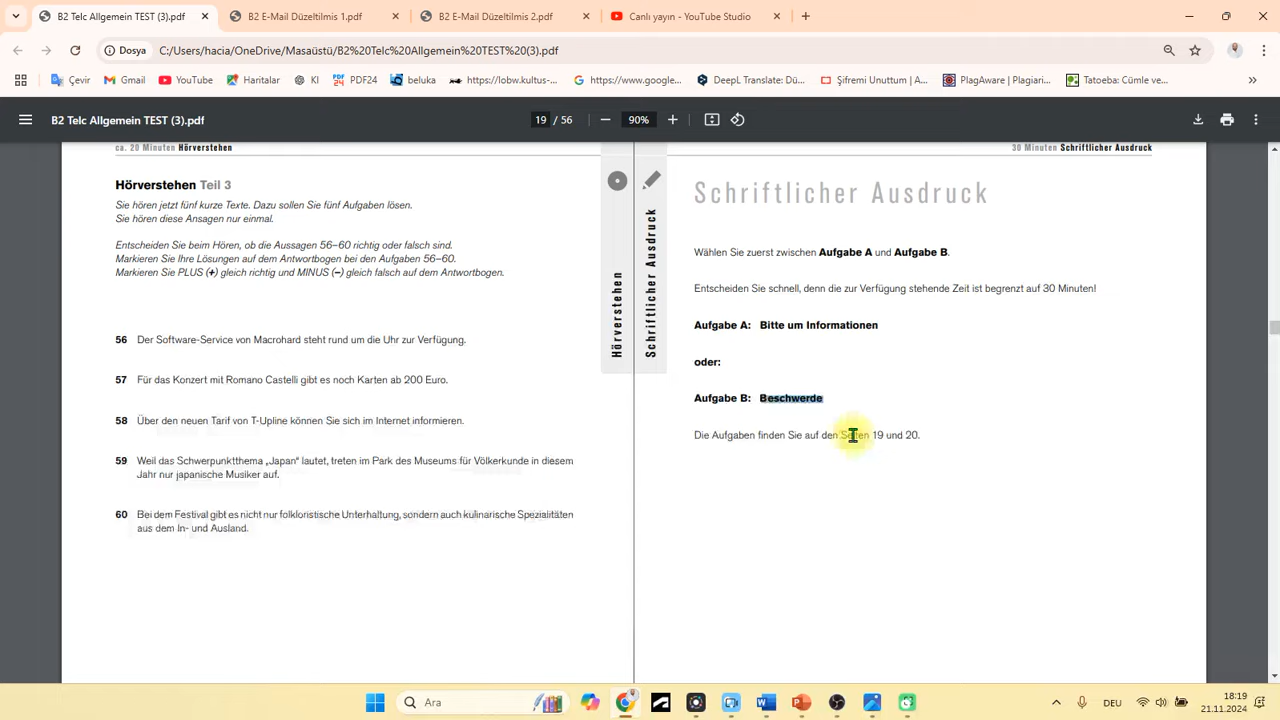 B2 Telc Allgemein TEST (3).pdf
B2 E-Mail Düzeltilmis 1.pdf
B2 E-Mail Düzeltilmis 2.pdf
Canlı yayın - YouTube Studio
Dosya
C:/Users/hacia/OneDrive/Masaüstü/B2%20Telc%20Allgemein%20TEST%20(3).pdf
Çevir
Gmail
YouTube
Haritalar
KI
PDF24
beluka
https://lobw.kultus-...
https://www.google...
DeepL Translate: Dü...
Şifremi Unuttum | A...
PlagAware | Plagiari...
Tatoeba: Cümle ve...
B2 Telc Allgemein TEST (3).pdf
19 / 56
90%
ca. 20 Minuten Hörverstehen
Hörverstehen Teil 3
Sie hören jetzt fünf kurze Texte. Dazu sollen Sie fünf Aufgaben lösen.
Sie hören diese Ansagen nur einmal.
Entscheiden Sie beim Hören, ob die Aussagen 56–60 richtig oder falsch sind.
Markieren Sie Ihre Lösungen auf dem Antwortbogen bei den Aufgaben 56–60.
Markieren Sie PLUS (+) gleich richtig und MINUS (–) gleich falsch auf dem Antwortbogen.
56 Der Software-Service von Macrohard steht rund um die Uhr zur Verfügung.
57 Für das Konzert mit Romano Castelli gibt es noch Karten ab 200 Euro.
58 Über den neuen Tarif von T-Upline können Sie sich im Internet informieren.
59 Weil das Schwerpunktthema „Japan“ lautet, treten im Park des Museums für Völkerkunde in diesem
Jahr nur japanische Musiker auf.
60 Bei dem Festival gibt es nicht nur folkloristische Unterhaltung, sondern auch kulinarische Spezialitäten
aus dem In- und Ausland.
Hörverstehen
Schriftlicher Ausdruck
30 Minuten Schriftlicher Ausdruck
Schriftlicher Ausdruck
Wählen Sie zuerst zwischen Aufgabe A und Aufgabe B.
Entscheiden Sie schnell, denn die zur Verfügung stehende Zeit ist begrenzt auf 30 Minuten!
Aufgabe A: Bitte um Informationen
oder:
Aufgabe B: Beschwerde
Die Aufgaben finden Sie auf den Seiten 19 und 20.
Ara
DEU
18:19
21.11.2024